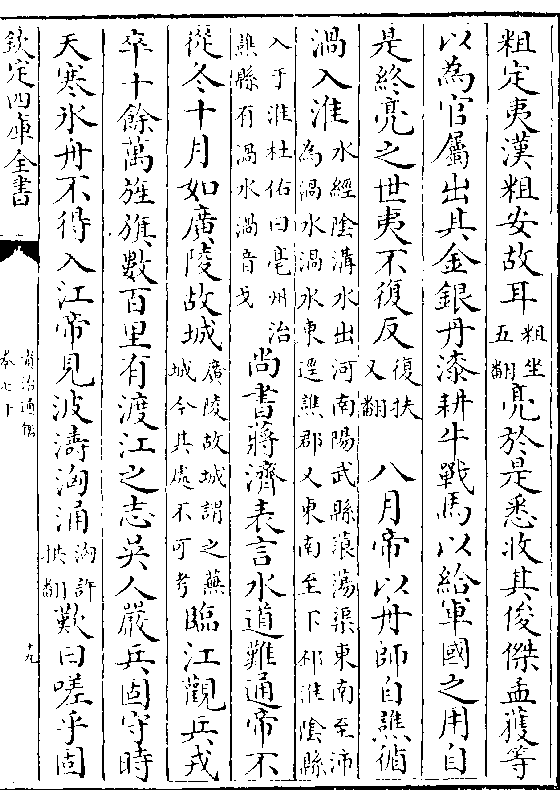 粗定夷漢粗安故耳粗坐五翻亮於是悉收其俊傑孟獲等
以為官屬出其金銀丹漆耕牛戰馬以給軍國之用自
是終亮之世夷不復反復扶又翻 八月帝以舟師自譙循
渦入淮水經陰溝水出河南陽武縣蒗蕩渠東南至沛為渦水渦水東逕譙郡又東南至下邳淮陰縣
入于淮杜佑曰亳州治譙縣有渦水渦音戈尚書蔣濟表言水道難通帝不
從冬十月如廣陵故城廣陵故城謂之蕪城今其處不可考臨江觀兵戎
卒十餘萬旌旗數百里有渡江之志吳人嚴兵固守時
天寒氷舟不得入江帝見波濤洶涌洶許拱翻歎曰嗟乎固
欽定四庫全書
資治通鑑
卷七十
十九